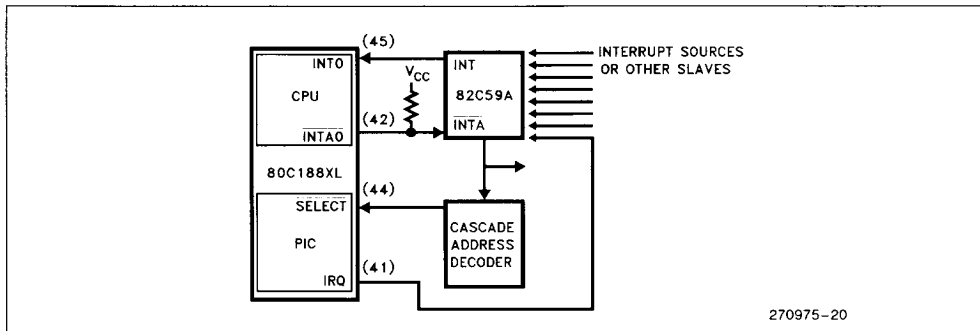 (45)
INT0
V_CC
CPU
(42)
INTA0
80C188XL
(44)
SELECT
PIC
(41)
IRQ
INT
82C59A
INTA
INTERRUPT SOURCES
OR OTHER SLAVES
CASCADE
ADDRESS
DECODER
270975-20